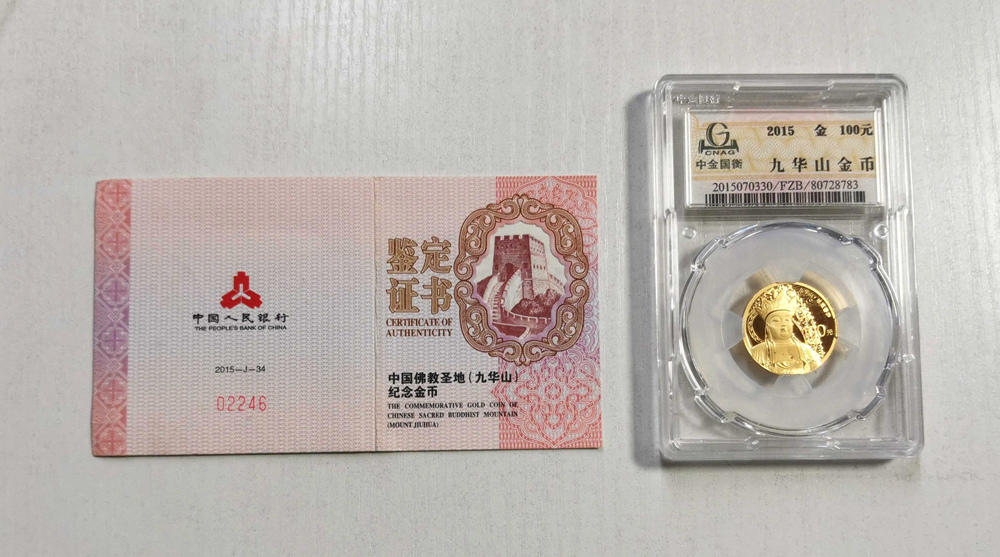 中国人民银行
THE PEOPLE'S BANK OF CHINA
2015—J—34
02246
鉴定
证书
CERTIFICATE OF
AUTHENTICITY
中国佛教圣地（九华山）
纪念金币
THE COMMEMORATIVE GOLD COIN OF
CHINESE SACRED BUDDHIST MOUNTAIN
(MOUNT JIUHUA)
CNAG
中金国衡
2015 金 100元
九华山金币
2015070330/FZB/80728783